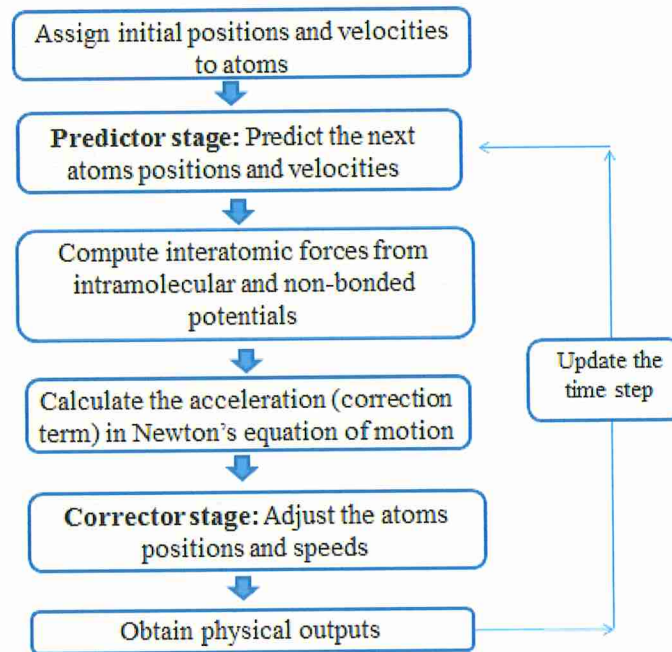 Assign initial positions and velocities
to atoms
Predictor stage: Predict the next
atoms positions and velocities
Compute interatomic forces from
intramolecular and non-bonded
potentials
Calculate the acceleration (correction
term) in Newton's equation of motion
Corrector stage: Adjust the atoms
positions and speeds
Obtain physical outputs
Update the
time step